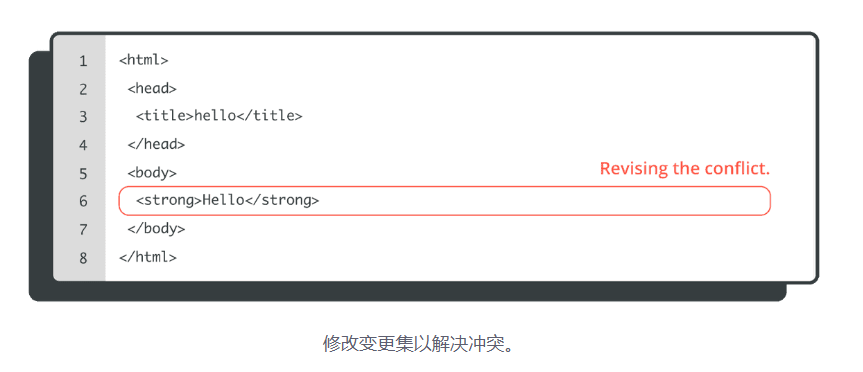 1 <html>
2 <head>
3 <title>hello</title>
4 </head>
5 <body>
Revising the conflict.
6 <strong>Hello</strong>
7 </body>
8 </html>
修改变更集以解决冲突。